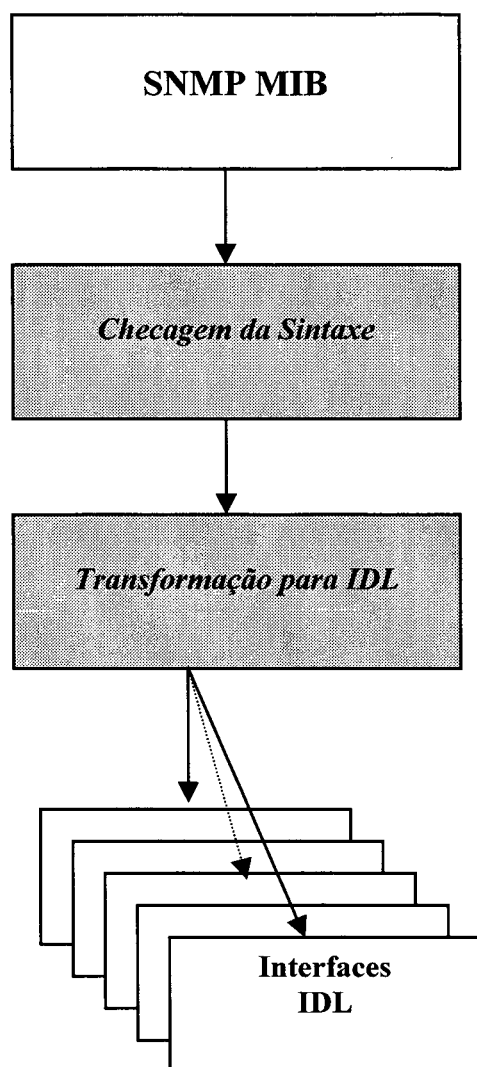 SNMP MIB
Checagem da Sintaxe
Transformação para IDL
Interfaces
IDL